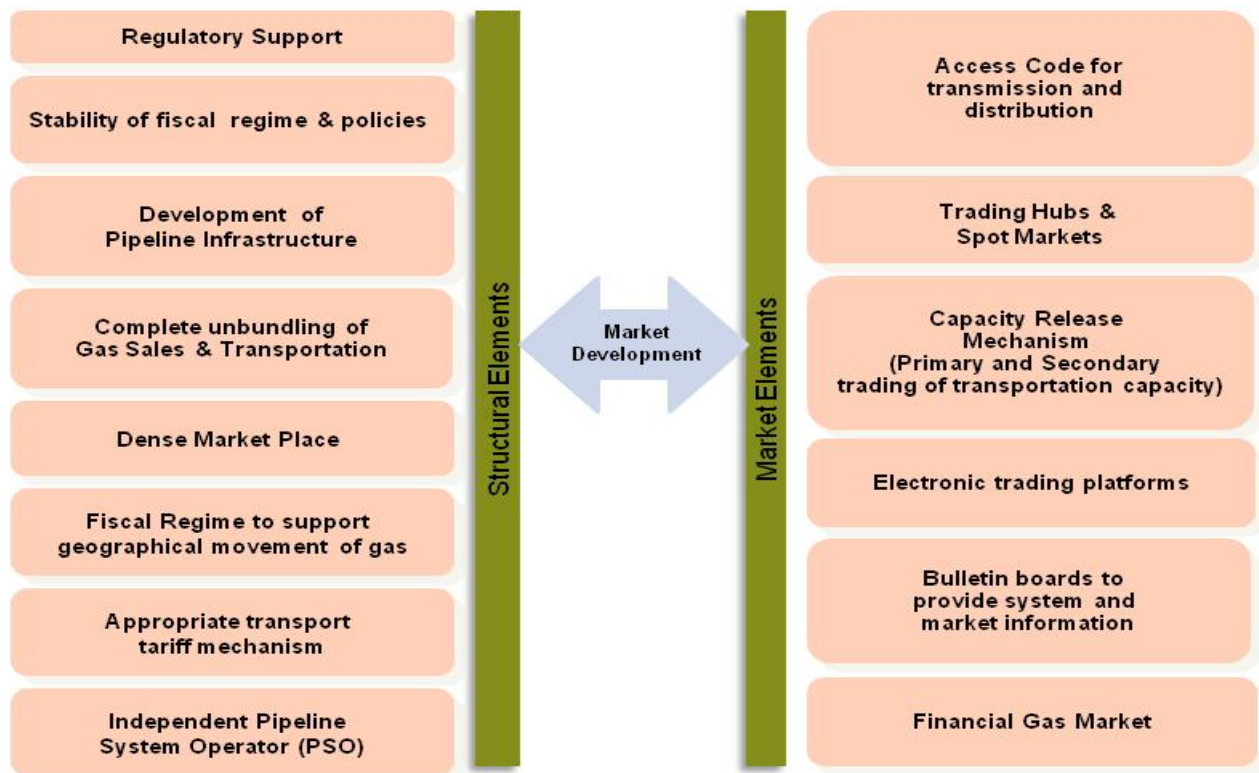 Regulatory Support
Stability of fiscal regime & policies
Development of
Pipeline Infrastructure
Complete unbundling of
Gas Sales & Transportation
Dense Market Place
Fiscal Regime to support
geographical movement of gas
Appropriate transport
tariff mechanism
Independent Pipeline
System Operator (PSO)
Structural Elements
Market
Development
Market Elements
Access Code for
transmission and
distribution
Trading Hubs &
Spot Markets
Capacity Release
Mechanism
(Primary and Secondary
trading of transportation capacity)
Electronic trading platforms
Bulletin boards to
provide system and
market information
Financial Gas Market